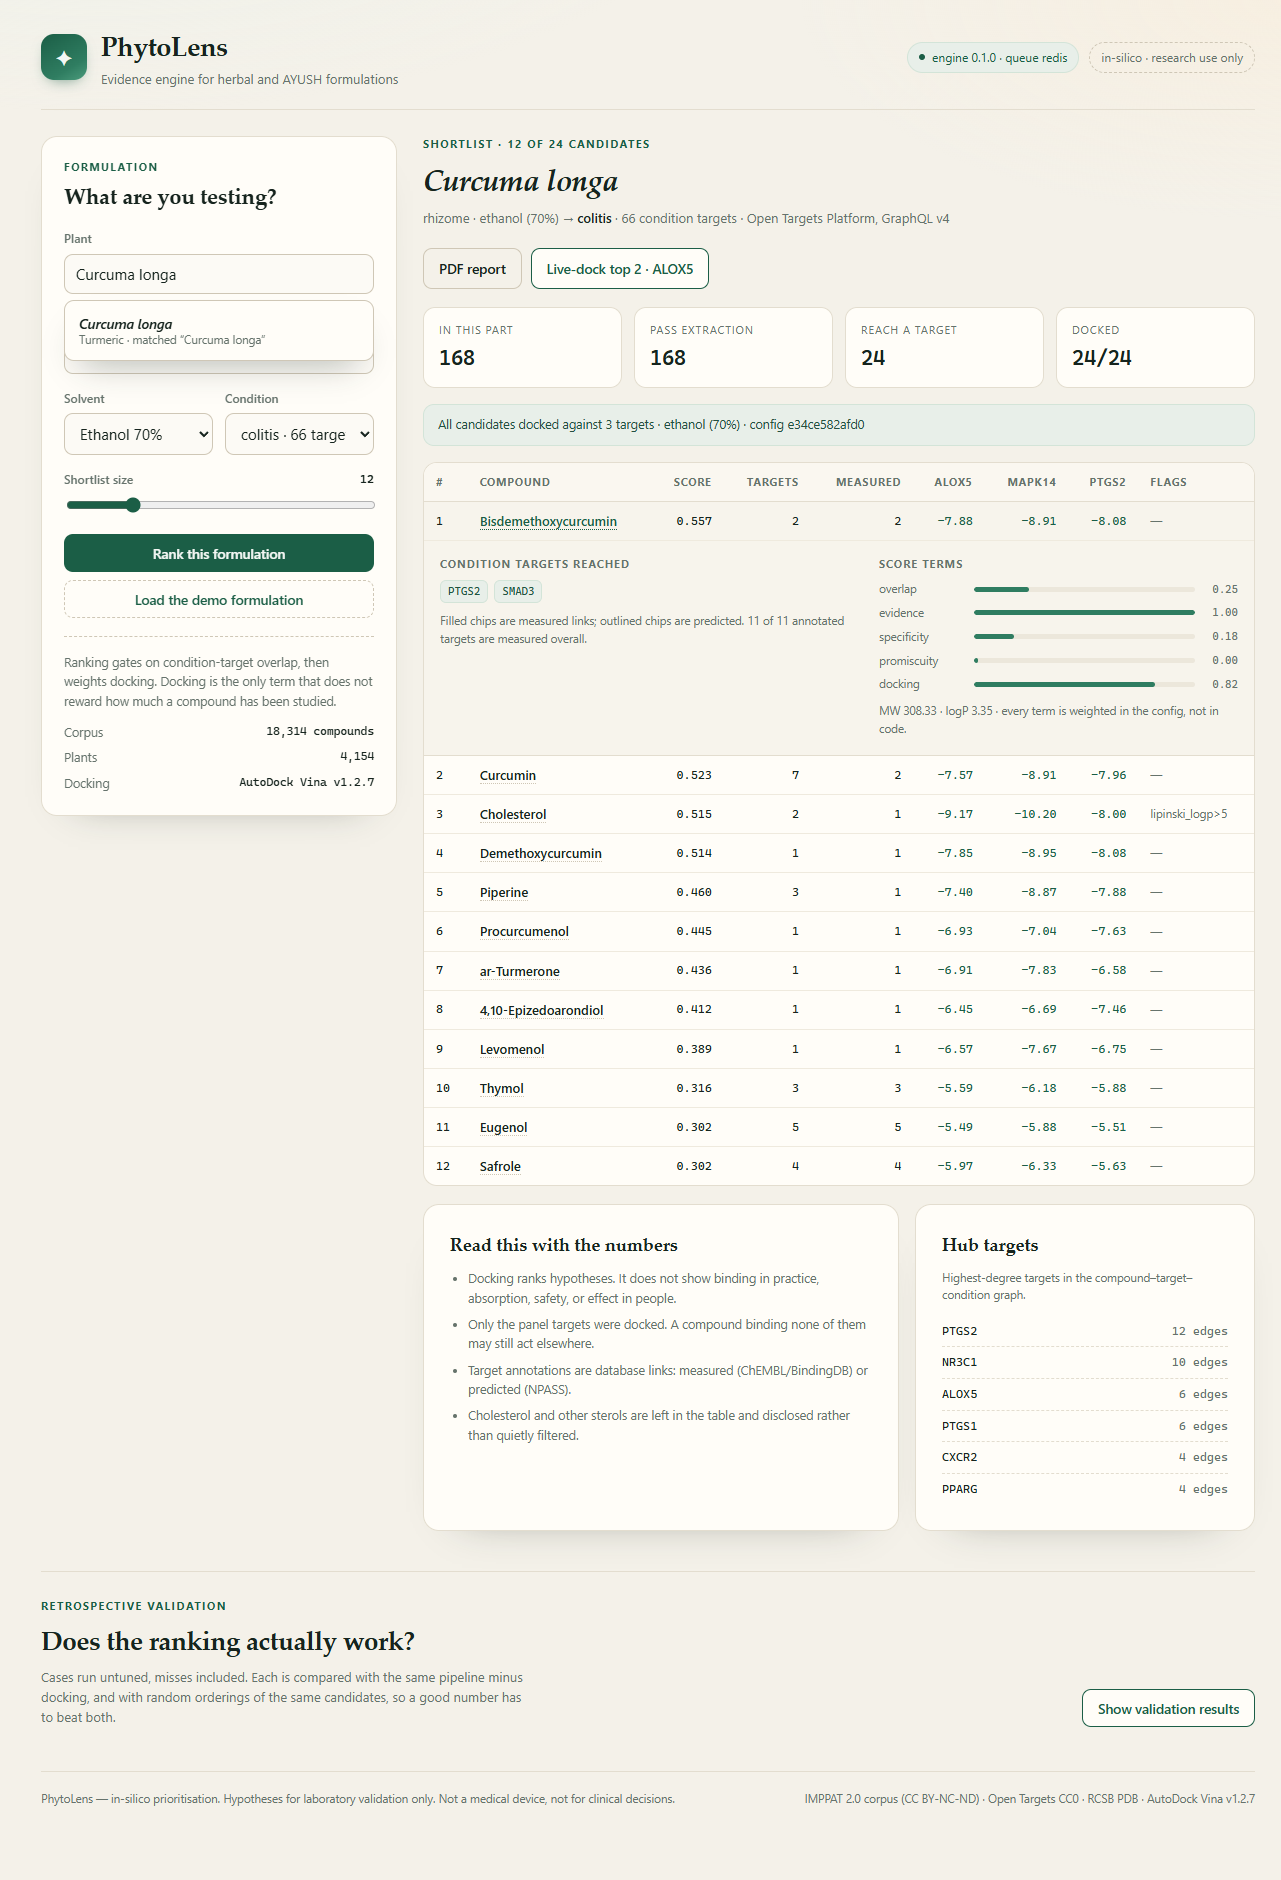 PhytoLens
Evidence engine for herbal and AYUSH formulations
engine 0.1.0 · queue redis
in-silico · research use only
FORMULATION
What are you testing?
Plant
Curcuma longa
Curcuma longa
Turmeric · matched “Curcuma longa”
Solvent
Condition
Ethanol 70%
colitis · 66 targe
Shortlist size
12
Rank this formulation
Load the demo formulation
Ranking gates on condition-target overlap, then
weights docking. Docking is the only term that does not
reward how much a compound has been studied.
Corpus 18,314 compounds
Plants 4,154
Docking AutoDock Vina v1.2.7
SHORTLIST · 12 OF 24 CANDIDATES
Curcuma longa
rhizome · ethanol (70%) → colitis · 66 condition targets · Open Targets Platform, GraphQL v4
PDF report
Live-dock top 2 · ALOX5
IN THIS PART
168
PASS EXTRACTION
168
REACH A TARGET
24
DOCKED
24/24
All candidates docked against 3 targets · ethanol (70%) · config e34ce582afd0
# COMPOUND SCORE TARGETS MEASURED ALOX5 MAPK14 PTGS2 FLAGS
1 Bisdemethoxycurcumin 0.557 2 2 −7.88 −8.91 −8.08 —
CONDITION TARGETS REACHED
PTGS2 SMAD3
Filled chips are measured links; outlined chips are predicted. 11 of 11 annotated
targets are measured overall.
SCORE TERMS
overlap 0.25
evidence 1.00
specificity 0.18
promiscuity 0.00
docking 0.82
MW 308.33 · logP 3.35 · every term is weighted in the config, not in
code.
2 Curcumin 0.523 7 2 −7.57 −8.91 −7.96 —
3 Cholesterol 0.515 2 1 −9.17 −10.20 −8.00 lipinski_logp>5
4 Demethoxycurcumin 0.514 1 1 −7.85 −8.95 −8.08 —
5 Piperine 0.460 3 1 −7.40 −8.87 −7.88 —
6 Procurcumenol 0.445 1 1 −6.93 −7.04 −7.63 —
7 ar-Turmerone 0.436 1 1 −6.91 −7.83 −6.58 —
8 4,10-Epizedoarondiol 0.412 1 1 −6.45 −6.69 −7.46 —
9 Levomenol 0.389 1 1 −6.57 −7.67 −6.75 —
10 Thymol 0.316 3 3 −5.59 −6.18 −5.88 —
11 Eugenol 0.302 5 5 −5.49 −5.88 −5.51 —
12 Safrole 0.302 4 4 −5.97 −6.33 −5.63 —
Read this with the numbers
• Docking ranks hypotheses. It does not show binding in practice,
absorption, safety, or effect in people.
• Only the panel targets were docked. A compound binding none of them
may still act elsewhere.
• Target annotations are database links: measured (ChEMBL/BindingDB) or
predicted (NPASS).
• Cholesterol and other sterols are left in the table and disclosed rather
than quietly filtered.
Hub targets
Highest-degree targets in the compound–target–
condition graph.
PTGS2 12 edges
NR3C1 10 edges
ALOX5 6 edges
PTGS1 6 edges
CXCR2 4 edges
PPARG 4 edges
RETROSPECTIVE VALIDATION
Does the ranking actually work?
Cases run untuned, misses included. Each is compared with the same pipeline minus
docking, and with random orderings of the same candidates, so a good number has
to beat both.
Show validation results
PhytoLens — in-silico prioritisation. Hypotheses for laboratory validation only. Not a medical device, not for clinical decisions.
IMPPAT 2.0 corpus (CC BY-NC-ND) · Open Targets CC0 · RCSB PDB · AutoDock Vina v1.2.7